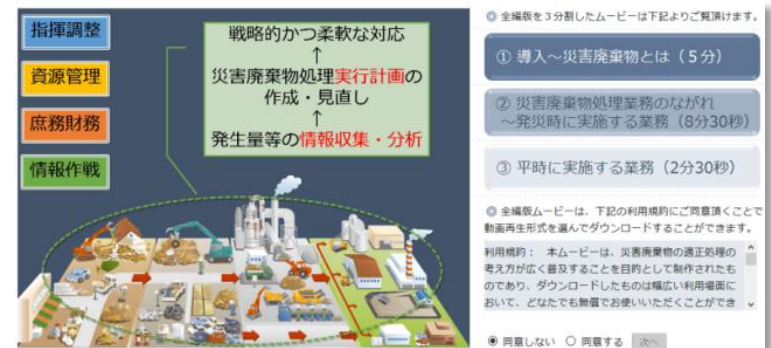 指揮調整
資源管理
庶務財務
情報作戦
戦略的かつ柔軟な対応
↑
災害廃棄物処理実行計画の
作成・見直し
↑
発生量等の情報収集・分析
◎ 全編版を3分割したムービーは下記よりご覧頂けます。
① 導入～災害廃棄物とは（5分）
② 災害廃棄物処理業務のながれ
～発災時に実施する業務（8分30秒）
③ 平時に実施する業務（2分30秒）
◎ 全編版ムービーは、下記の利用規約にご同意頂くことで
動画再生形式を選んでダウンロードすることができます。
利用規約： 本ムービーは、災害廃棄物の適正処理の
考え方が広く普及することを目的として制作されたも
のであり、ダウンロードしたものは幅広い利用場面に
おいて、どなたでも無償でお使いいただくことができ
同意しない 同意する 次へ